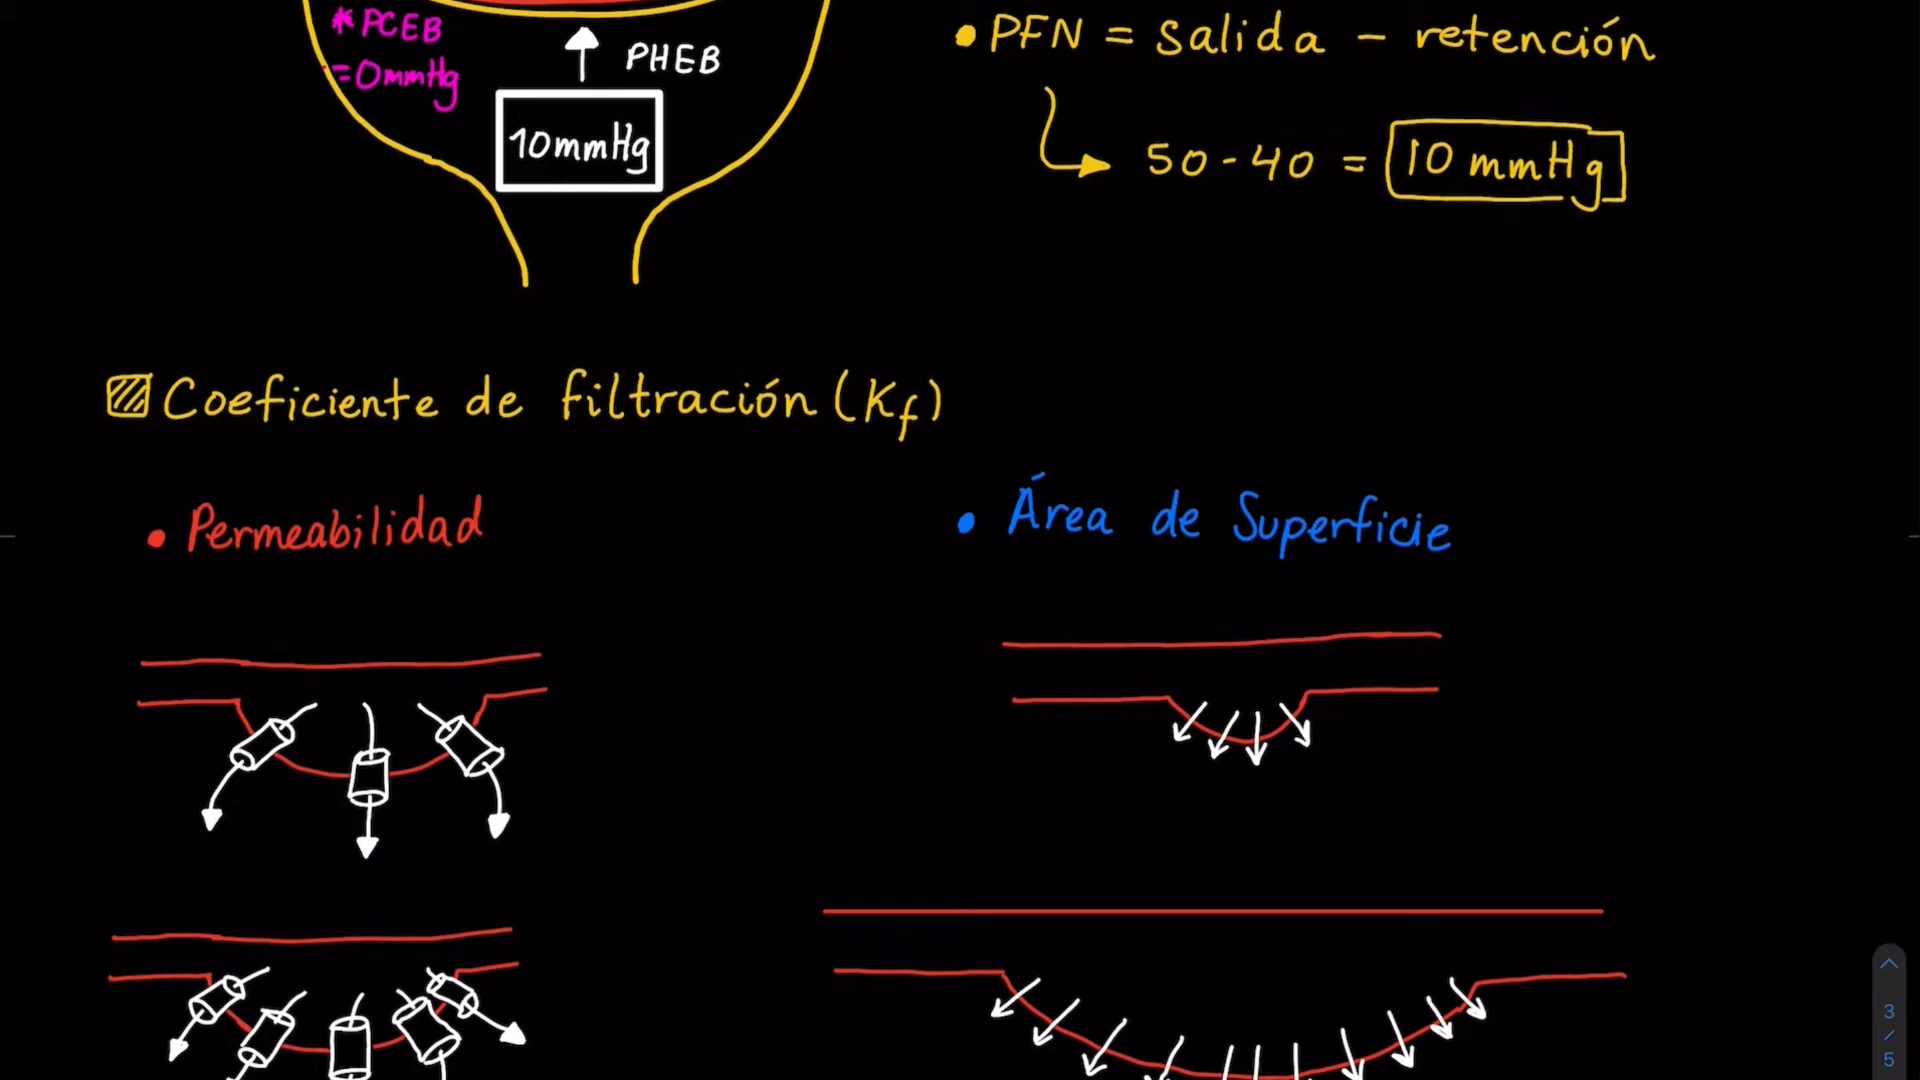 * PCEB
= 0mmHg
PHEB
10mmHg
• PFN = Salida - retención
50 - 40 = 10 mmHg
Coeficiente de filtración (Kf)
• Permeabilidad
• Área de Superficie
3
/
5